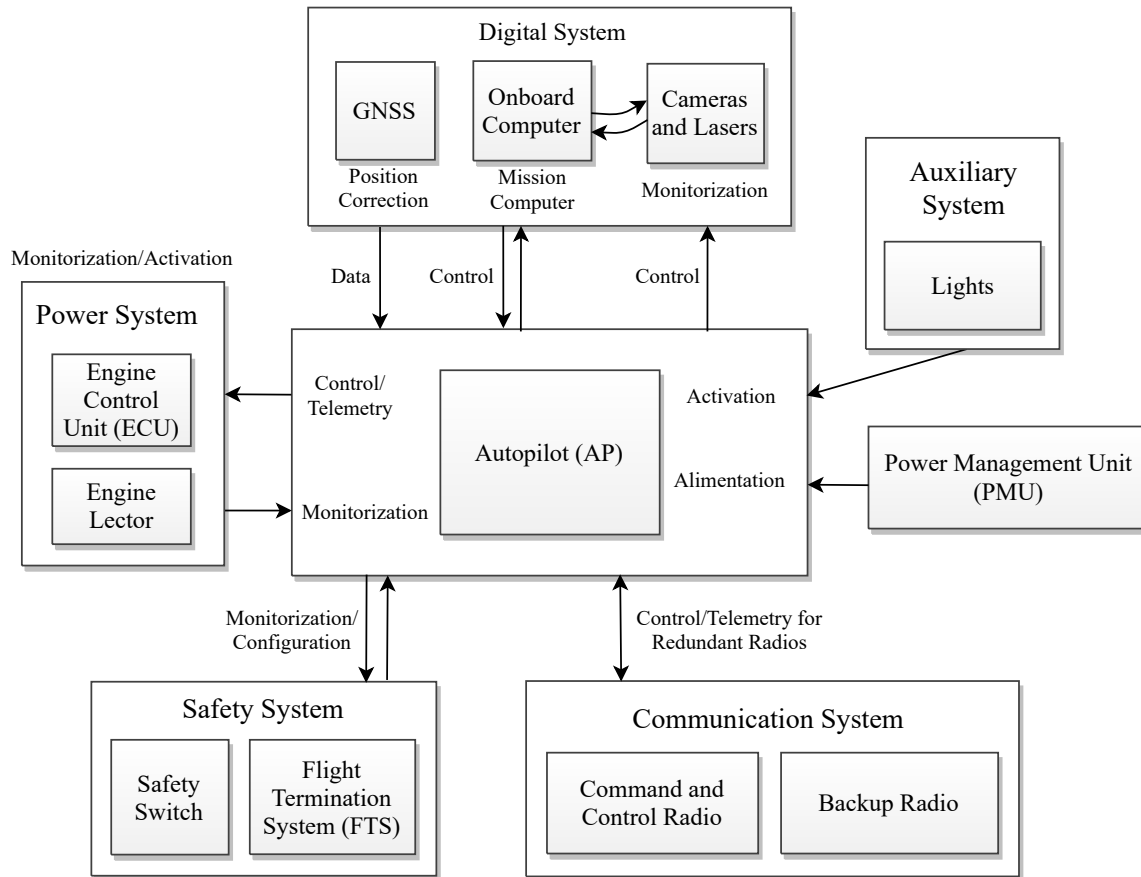 Digital System
GNSS
Onboard
Computer
Cameras
and Lasers
Position
Correction
Mission
Computer
Monitorization
Auxiliary
System
Lights
Data
Control
Control
Monitorization/Activation
Power System
Engine
Control
Unit (ECU)
Engine
Lector
Control/
Telemetry
Monitorization
Autopilot (AP)
Activation
Alimentation
Power Management Unit
(PMU)
Monitorization/
Configuration
Control/Telemetry for
Redundant Radios
Safety System
Safety
Switch
Flight
Termination
System (FTS)
Communication System
Command and
Control Radio
Backup Radio